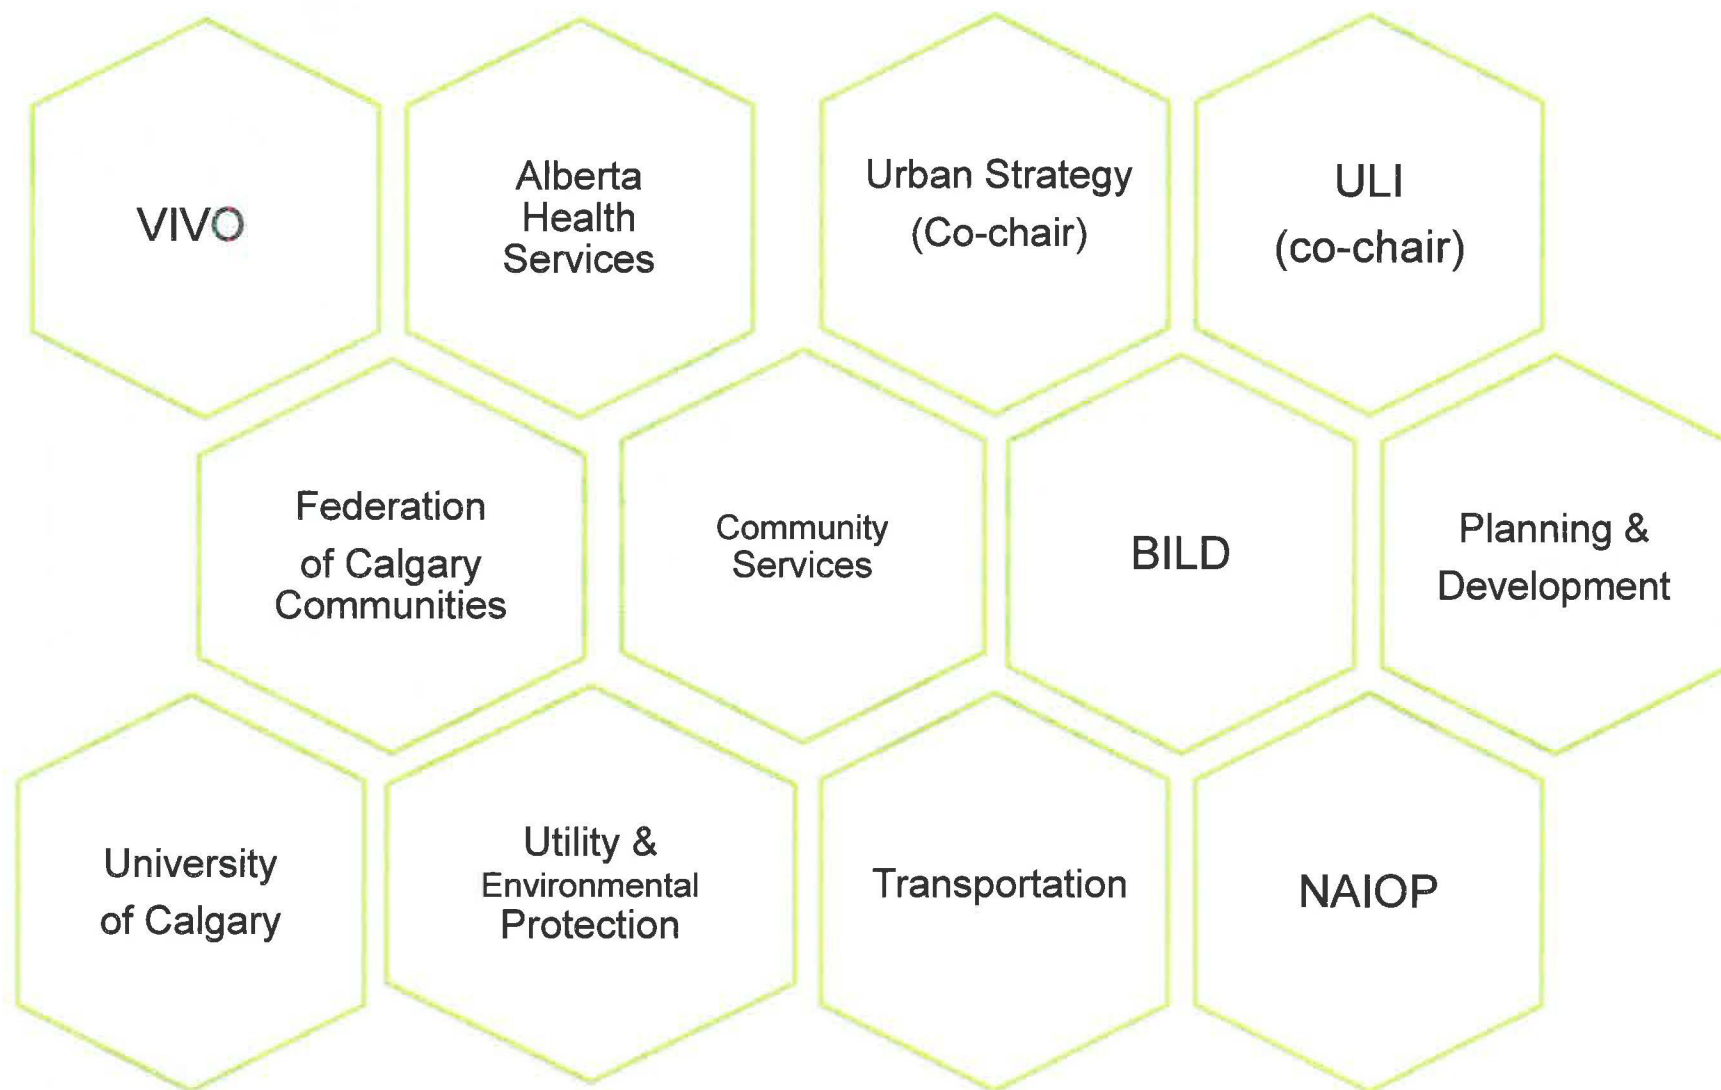 VIVO
Alberta
Health
Services
Urban Strategy
(Co-chair)
ULI
(co-chair)
Federation
of Calgary
Communities
Community
Services
BILD
Planning &
Development
University
of Calgary
Utility &
Environmental
Protection
Transportation
NAIOP